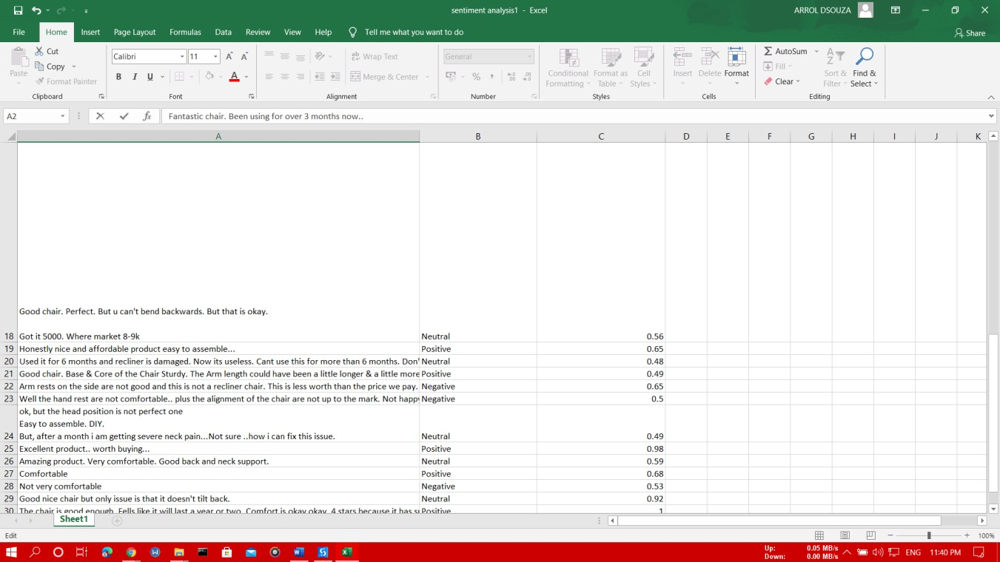 sentiment analysis1 - Excel
ARROL DSOUZA
File Home Insert Page Layout Formulas Data Review View Help Tell me what you want to do
Share
Paste
Cut
Copy
Format Painter
Clipboard
Calibri 11
B I U
Font
Wrap Text
Merge & Center
Alignment
General
Number
Conditional Formatting
Format as Table
Cell Styles
Styles
Insert Delete Format
Cells
AutoSum
Fill
Clear
Sort & Filter
Find & Select
Editing
A2
fx
Fantastic chair. Been using for over 3 months now..
A B C D E F G H I J K
Good chair. Perfect. But u can't bend backwards. But that is okay.
18 Got it 5000. Where market 8-9k Neutral 0.56
19 Honestly nice and affordable product easy to assemble... Positive 0.65
20 Used it for 6 months and recliner is damaged. Now its useless. Cant use this for more than 6 months. Don' Neutral 0.48
21 Good chair. Base & Core of the Chair Sturdy. The Arm length could have been a little longer & a little more Positive 0.49
22 Arm rests on the side are not good and this is not a recliner chair. This is less worth than the price we pay. Negative 0.65
23 Well the hand rest are not comfortable.. plus the alignment of the chair are not up to the mark. Not happy Negative 0.5
ok, but the head position is not perfect one
Easy to assemble. DIY.
24 But, after a month i am getting severe neck pain...Not sure ..how i can fix this issue. Neutral 0.49
25 Excellent product.. worth buying... Positive 0.98
26 Amazing product. Very comfortable. Good back and neck support. Neutral 0.59
27 Comfortable Positive 0.68
28 Not very comfortable Negative 0.53
29 Good nice chair but only issue is that it doesn't tilt back. Neutral 0.92
30 The chair is good enough. Fells like it will last a year or two. Comfort is okay okay. 4 stars because it has su Positive 1
Sheet1
Edit
100%
Up: 0.05 MB/s
Down: 0.00 MB/s
ENG 11:40 PM